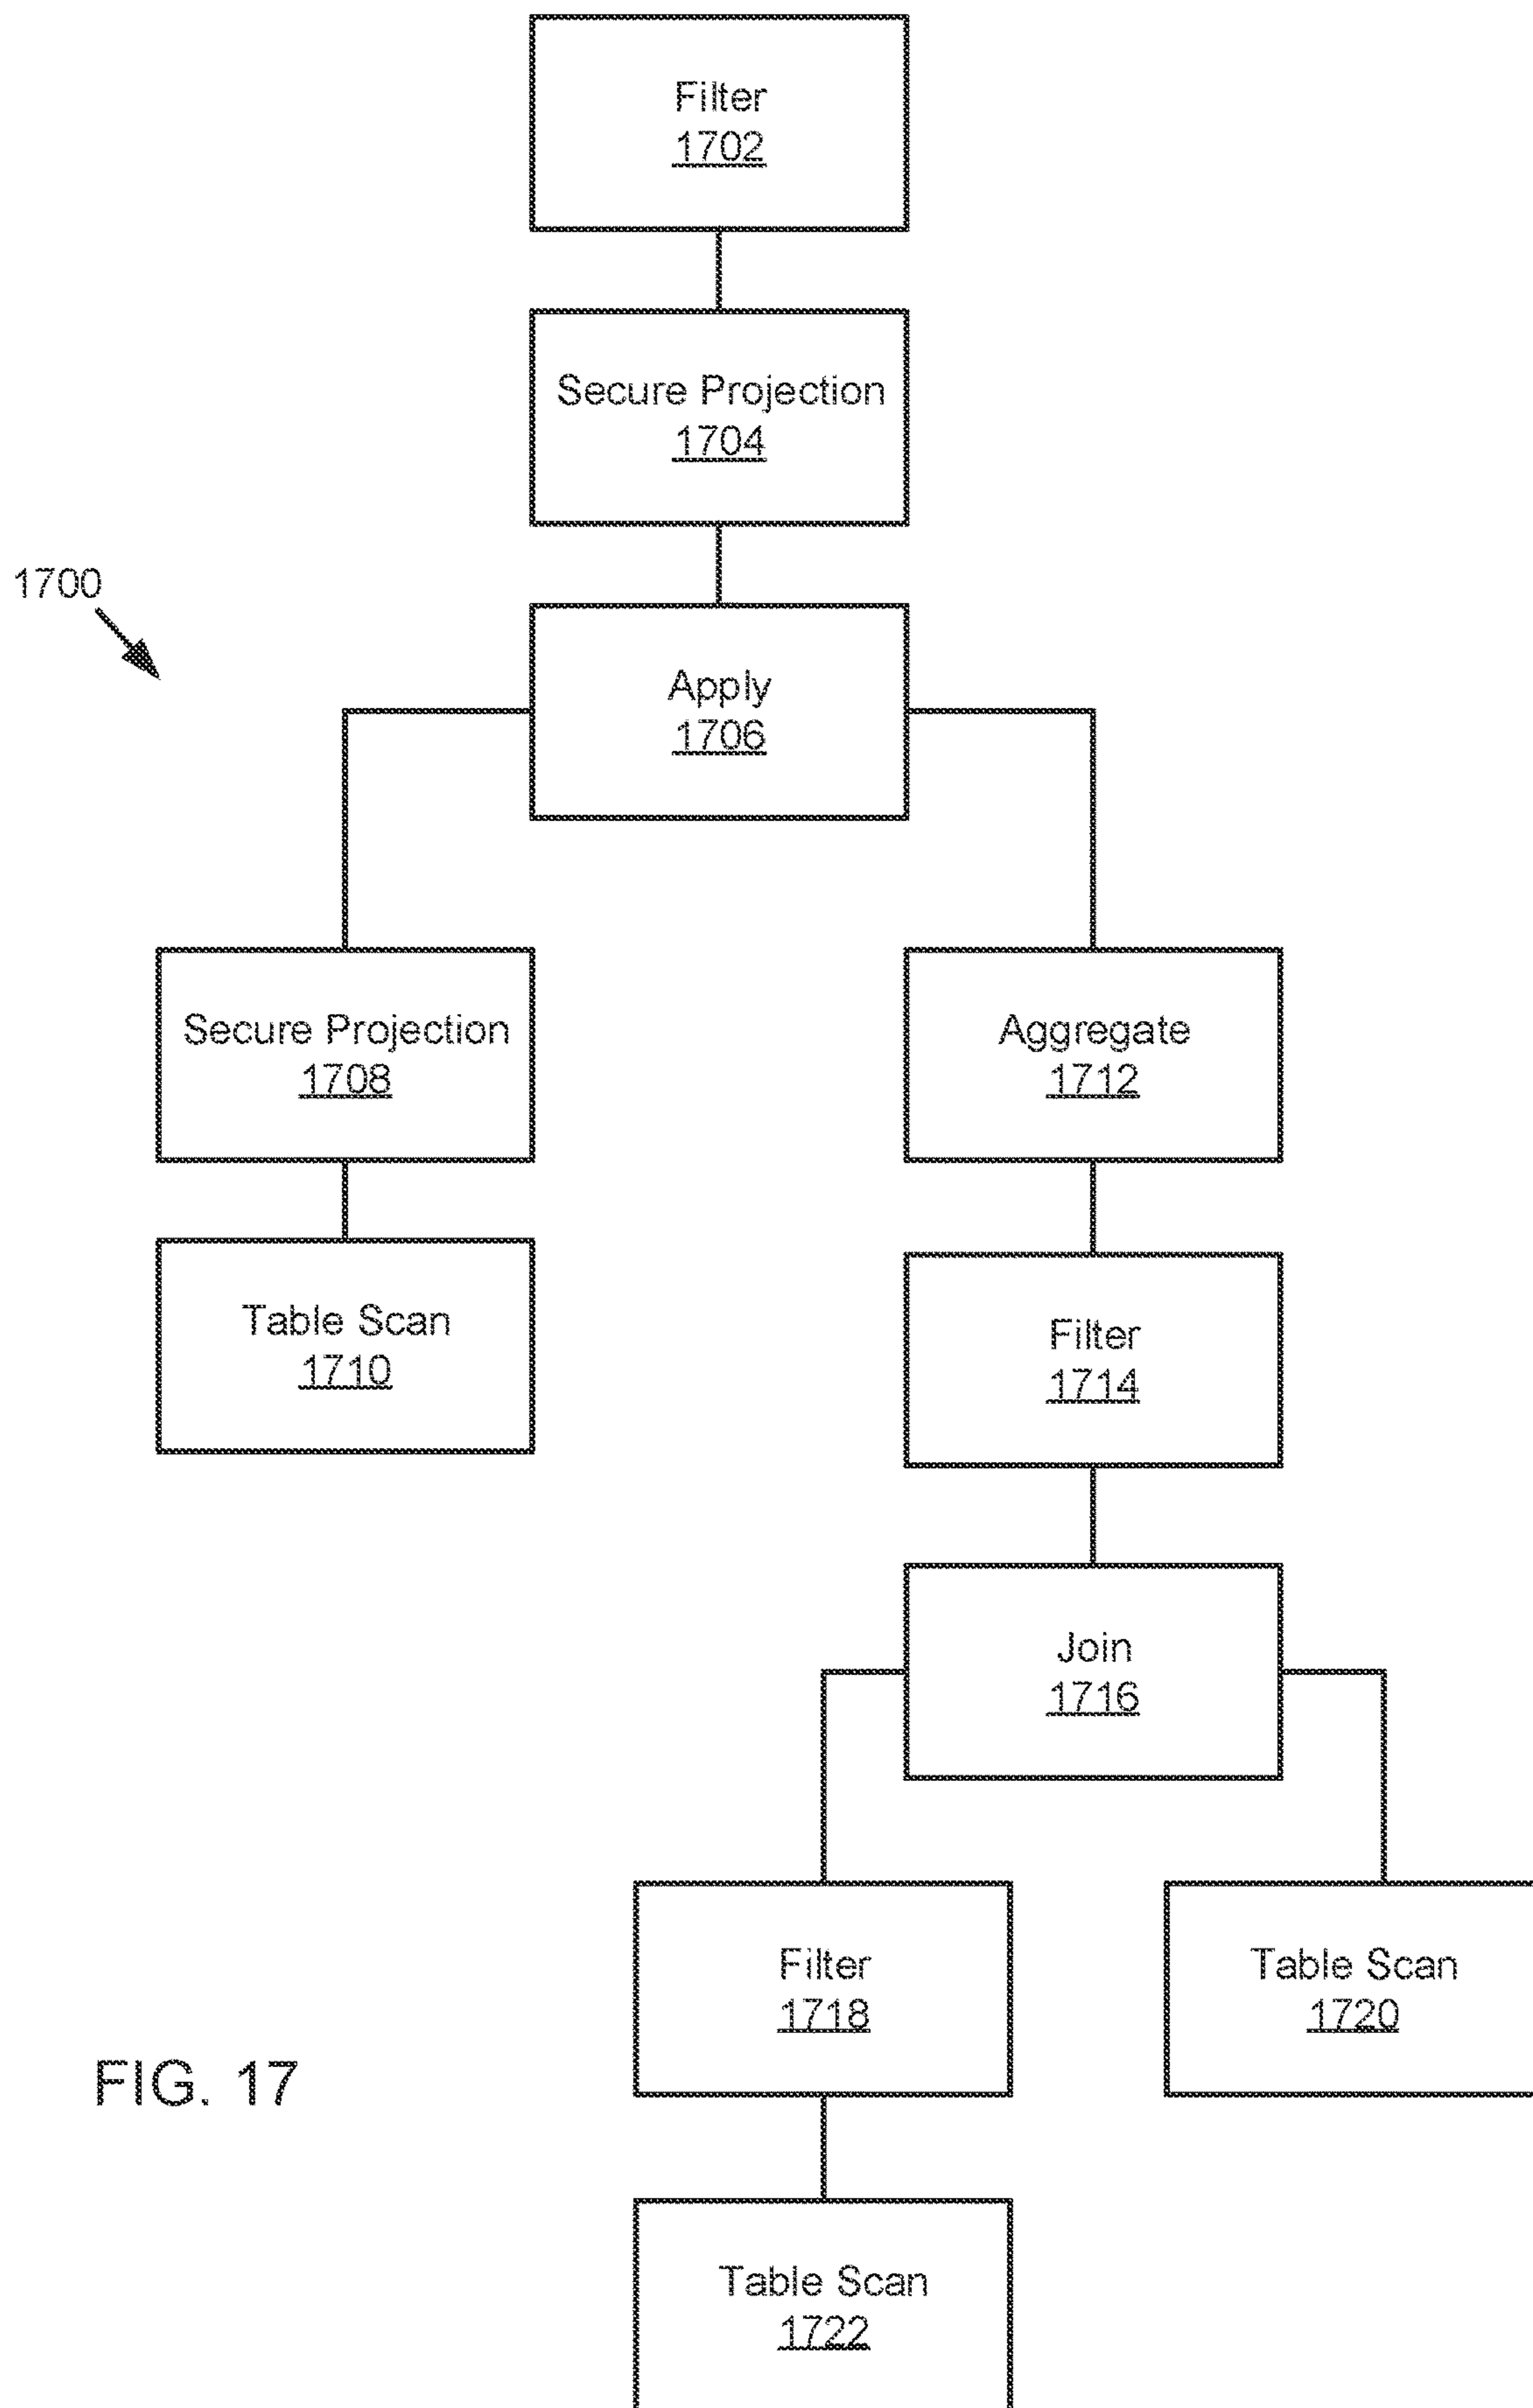 Filter
1702
Secure Projection
1704
1700
Apply
1706
Secure Projection
1708
Aggregate
1712
Table Scan
1710
Filter
1714
Join
1716
Filter
1718
Table Scan
1720
FIG. 17
Table Scan
1722